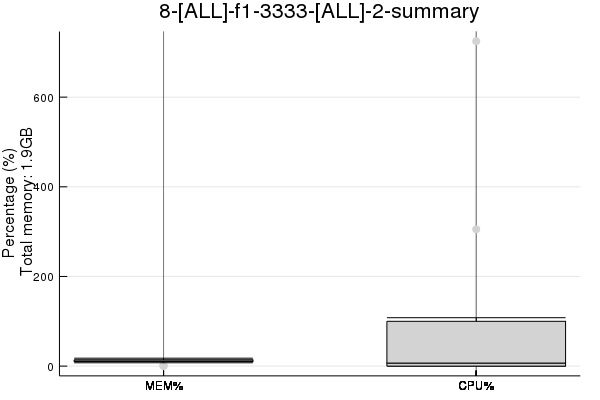 8-[ALL]-f1-3333-[ALL]-2-summary
Percentage (%)
Total memory: 1.9GB
600
400
200
0
MEM%
CPU%